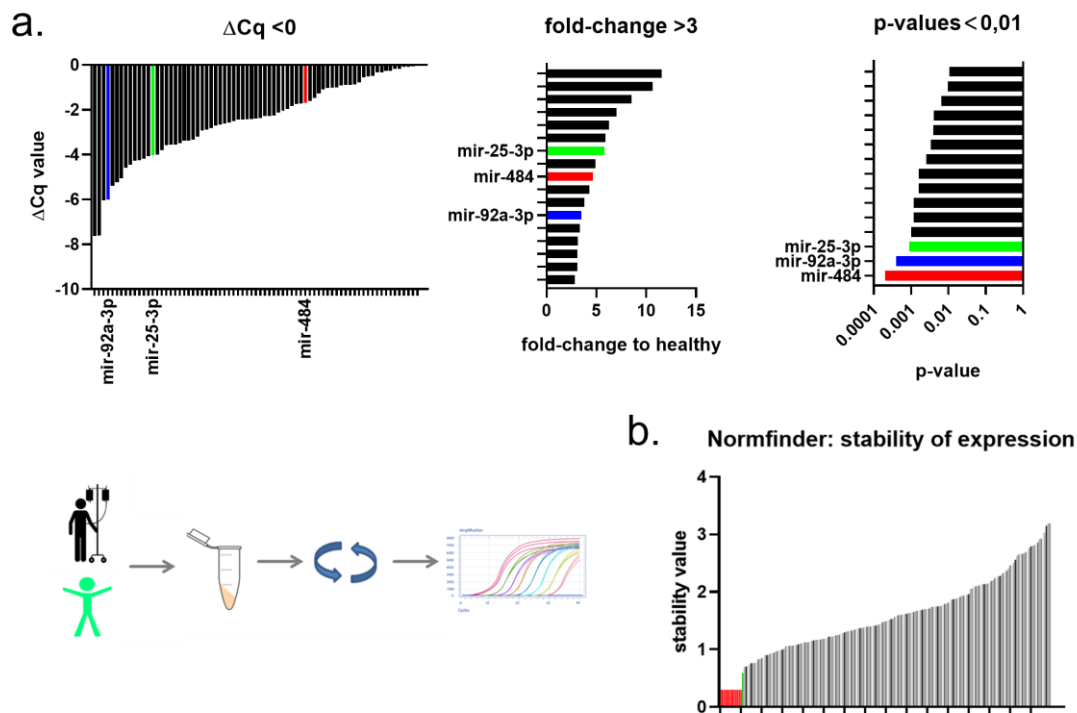 a.
ΔCq <0
ΔCq value
0
-2
-4
-6
-8
-10
mir-92a-3p
mir-25-3p
mir-484
fold-change >3
mir-25-3p
mir-484
mir-92a-3p
0 5 10 15
fold-change to healthy
p-values<0,01
mir-25-3p
mir-92a-3p
mir-484
0.0001 0.001 0.01 0.1 1
p-value
Amplification
Cycles
b.
Normfinder: stability of expression
stability value
4
3
2
1
0